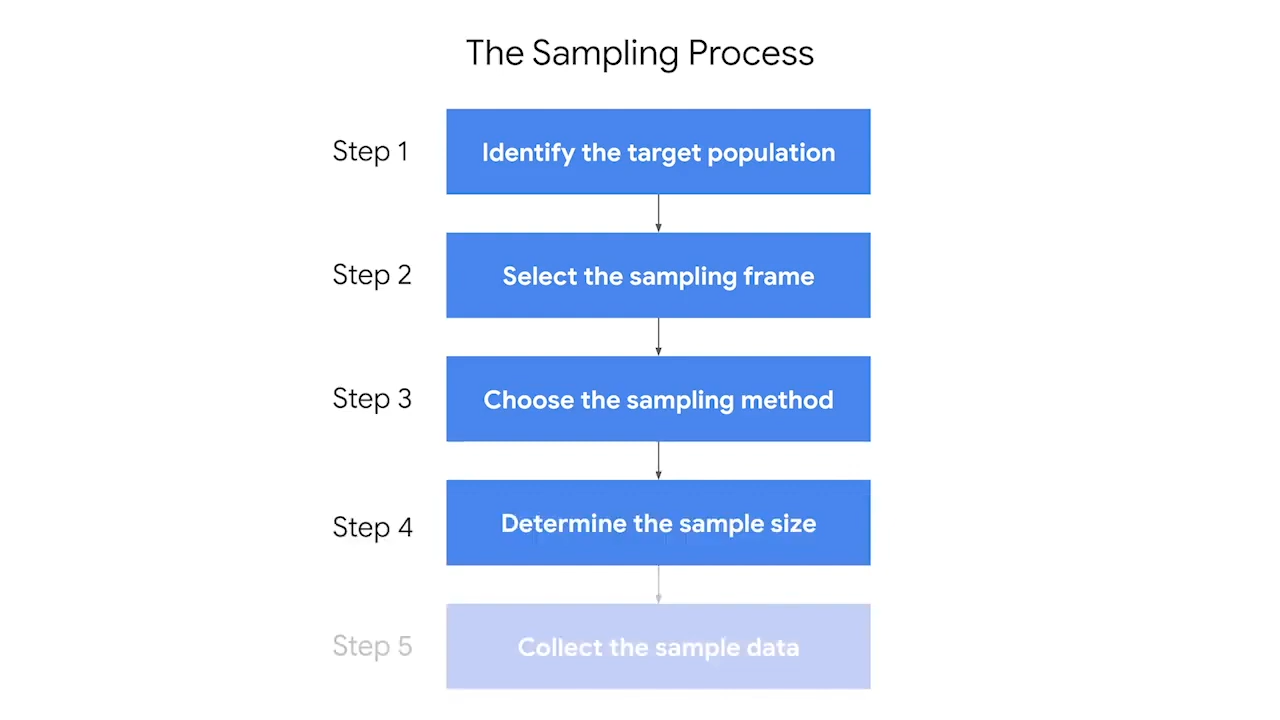 The Sampling Process
Step 1
Identify the target population
Step 2
Select the sampling frame
Step 3
Choose the sampling method
Step 4
Determine the sample size
Step 5
Collect the sample data